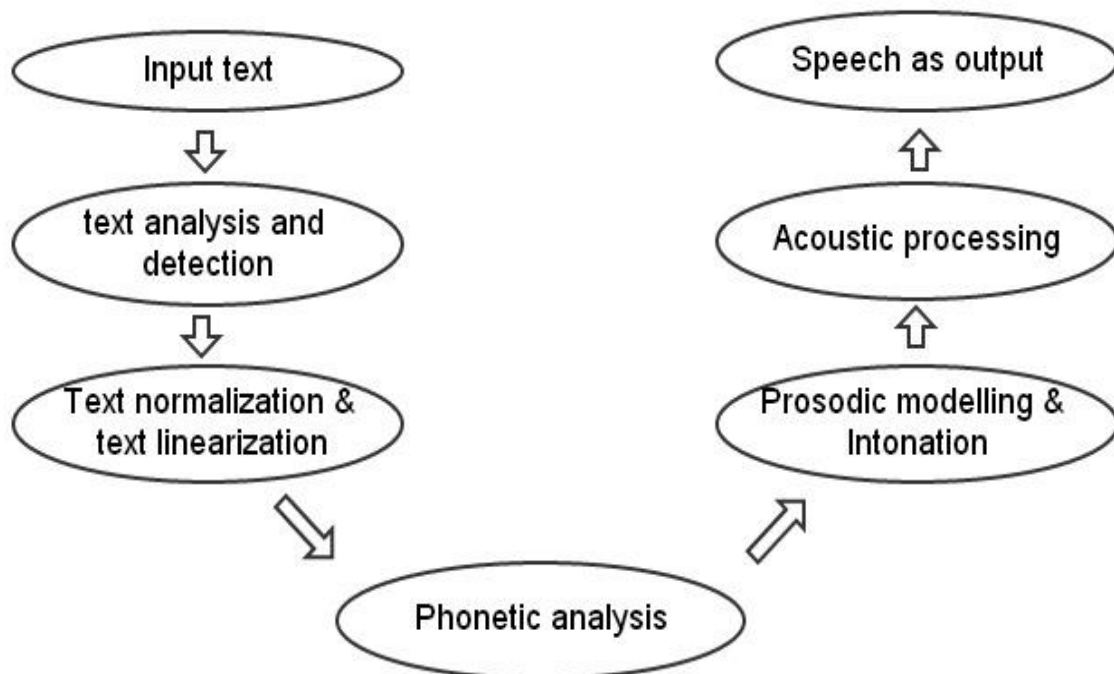 Input text
text analysis and
detection
Text normalization &
text linearization
Phonetic analysis
Prosodic modelling &
Intonation
Acoustic processing
Speech as output